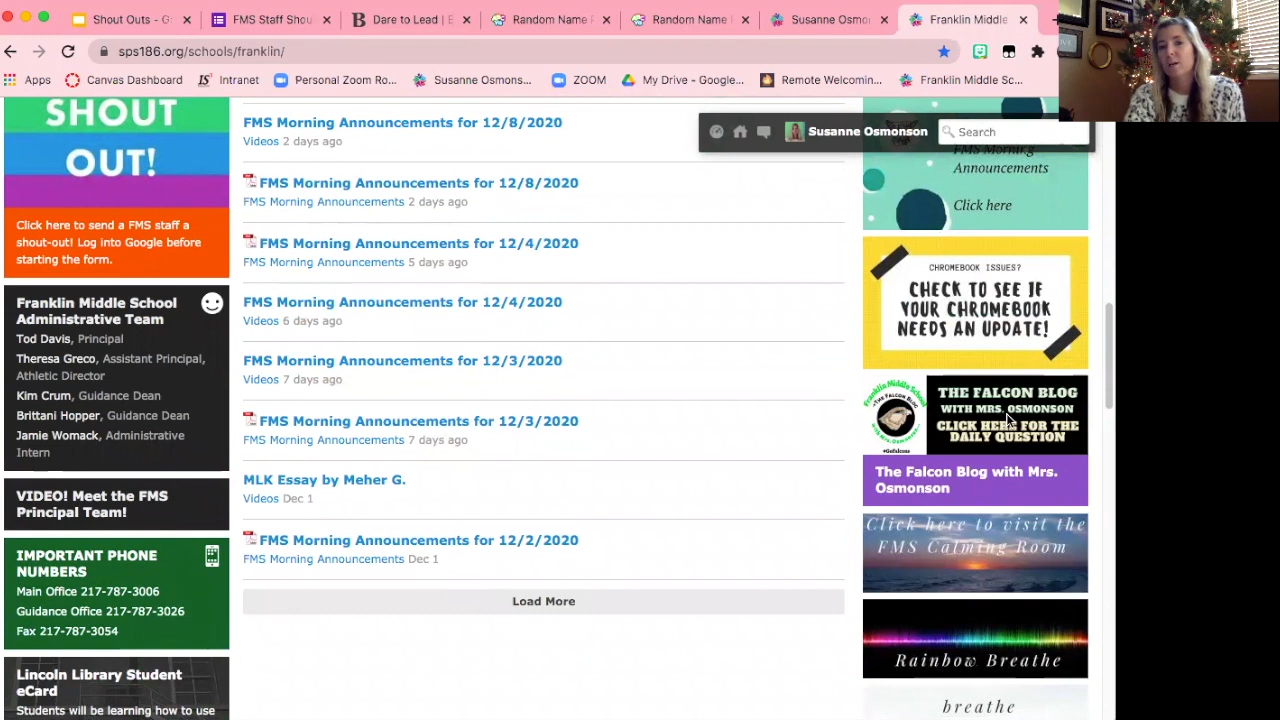 Shout Outs - G
FMS Staff Shou
Dare to Lead | E
Random Name P
Random Name P
Susanne Osmo
Franklin Middle
sps186.org/schools/franklin/
Apps
Canvas Dashboard
Intranet
Personal Zoom Ro...
Susanne Osmons...
ZOOM
My Drive - Google...
Remote Welcomin...
Franklin Middle Sc...
SHOUT
OUT!
Click here to send a FMS staff a
shout-out! Log into Google before
starting the form.
Franklin Middle School
Administrative Team
Tod Davis, Principal
Theresa Greco, Assistant Principal,
Athletic Director
Kim Crum, Guidance Dean
Brittani Hopper, Guidance Dean
Jamie Womack, Administrative
Intern
VIDEO! Meet the FMS
Principal Team!
IMPORTANT PHONE
NUMBERS
Main Office 217-787-3006
Guidance Office 217-787-3026
Fax 217-787-3054
Lincoln Library Student
eCard
Students will be learning how to use
FMS Morning Announcements for 12/8/2020
Videos 2 days ago
FMS Morning Announcements for 12/8/2020
FMS Morning Announcements 2 days ago
FMS Morning Announcements for 12/4/2020
FMS Morning Announcements 5 days ago
FMS Morning Announcements for 12/4/2020
Videos 6 days ago
FMS Morning Announcements for 12/3/2020
Videos 7 days ago
FMS Morning Announcements for 12/3/2020
FMS Morning Announcements 7 days ago
MLK Essay by Meher G.
Videos Dec 1
FMS Morning Announcements for 12/2/2020
FMS Morning Announcements Dec 1
Load More
Susanne Osmonson
Search
FMS Morning
Announcements
Click here
CHROMEBOOK ISSUES?
CHECK TO SEE IF
YOUR CHROMEBOOK
NEEDS AN UPDATE!
Franklin Middle School
THE FALCON BLOG
with Mrs. Osmonson
#Gofalcons
THE FALCON BLOG
WITH MRS. OSMONSON
CLICK HERE FOR THE
DAILY QUESTION
The Falcon Blog with Mrs.
Osmonson
Click here to visit the
FMS Calming Room
Rainbow Breathe
breathe